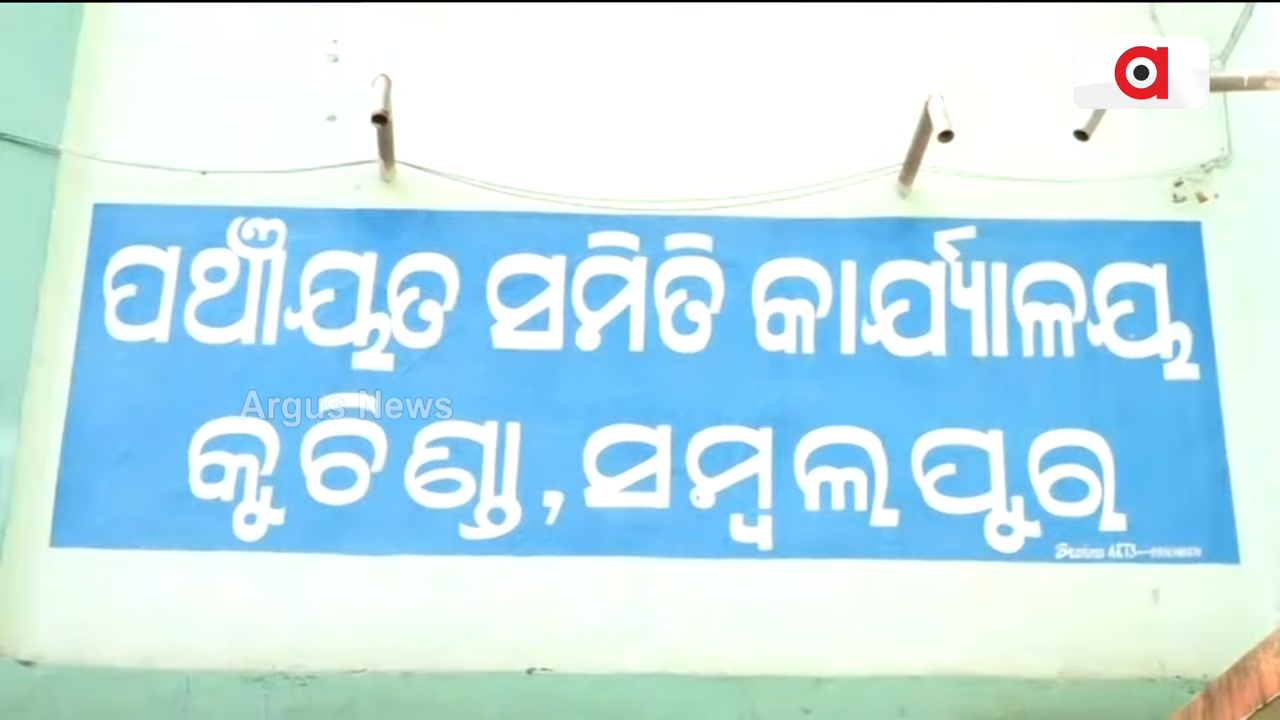 ପଞ୍ଚାୟତ ସମିତି କାର୍ଯ୍ୟାଳୟ
Argus News
କୁଚିଣ୍ଡା, ସମ୍ବଲପୁର